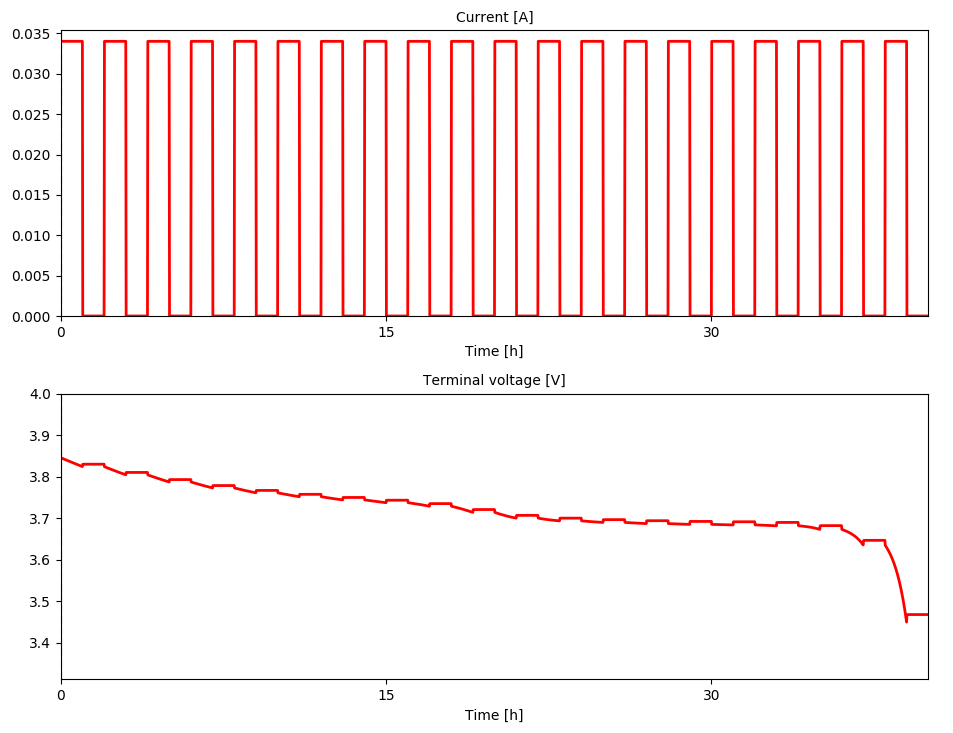 Current [A]
0.035
0.030
0.025
0.020
0.015
0.010
0.005
0.000
0 15 30
Time [h]
Terminal voltage [V]
4.0
3.9
3.8
3.7
3.6
3.5
3.4
0 15 30
Time [h]